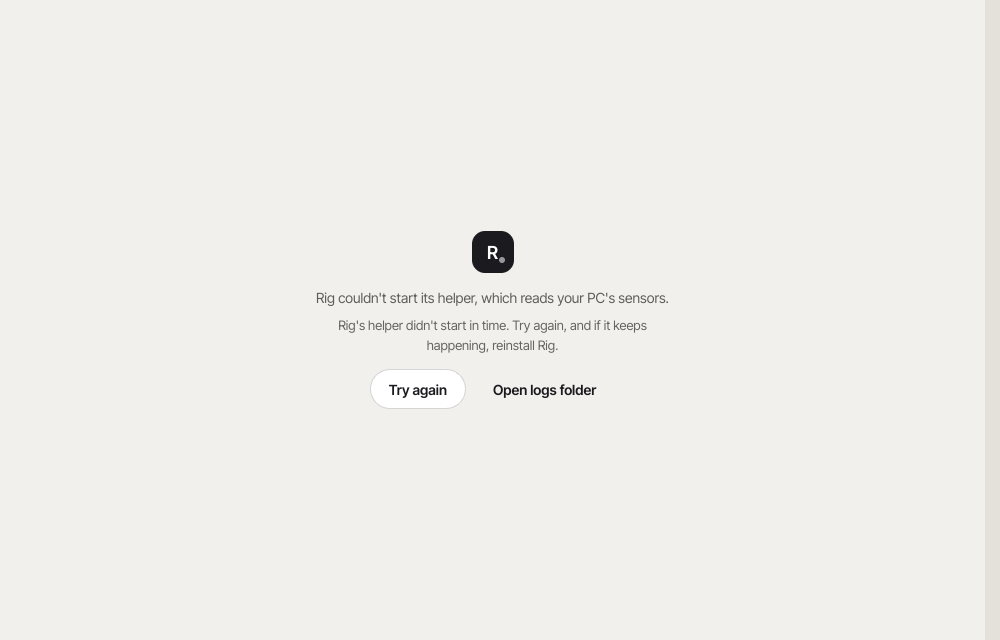 R.
Rig couldn't start its helper, which reads your PC's sensors.
Rig's helper didn't start in time. Try again, and if it keeps
happening, reinstall Rig.
Try again
Open logs folder